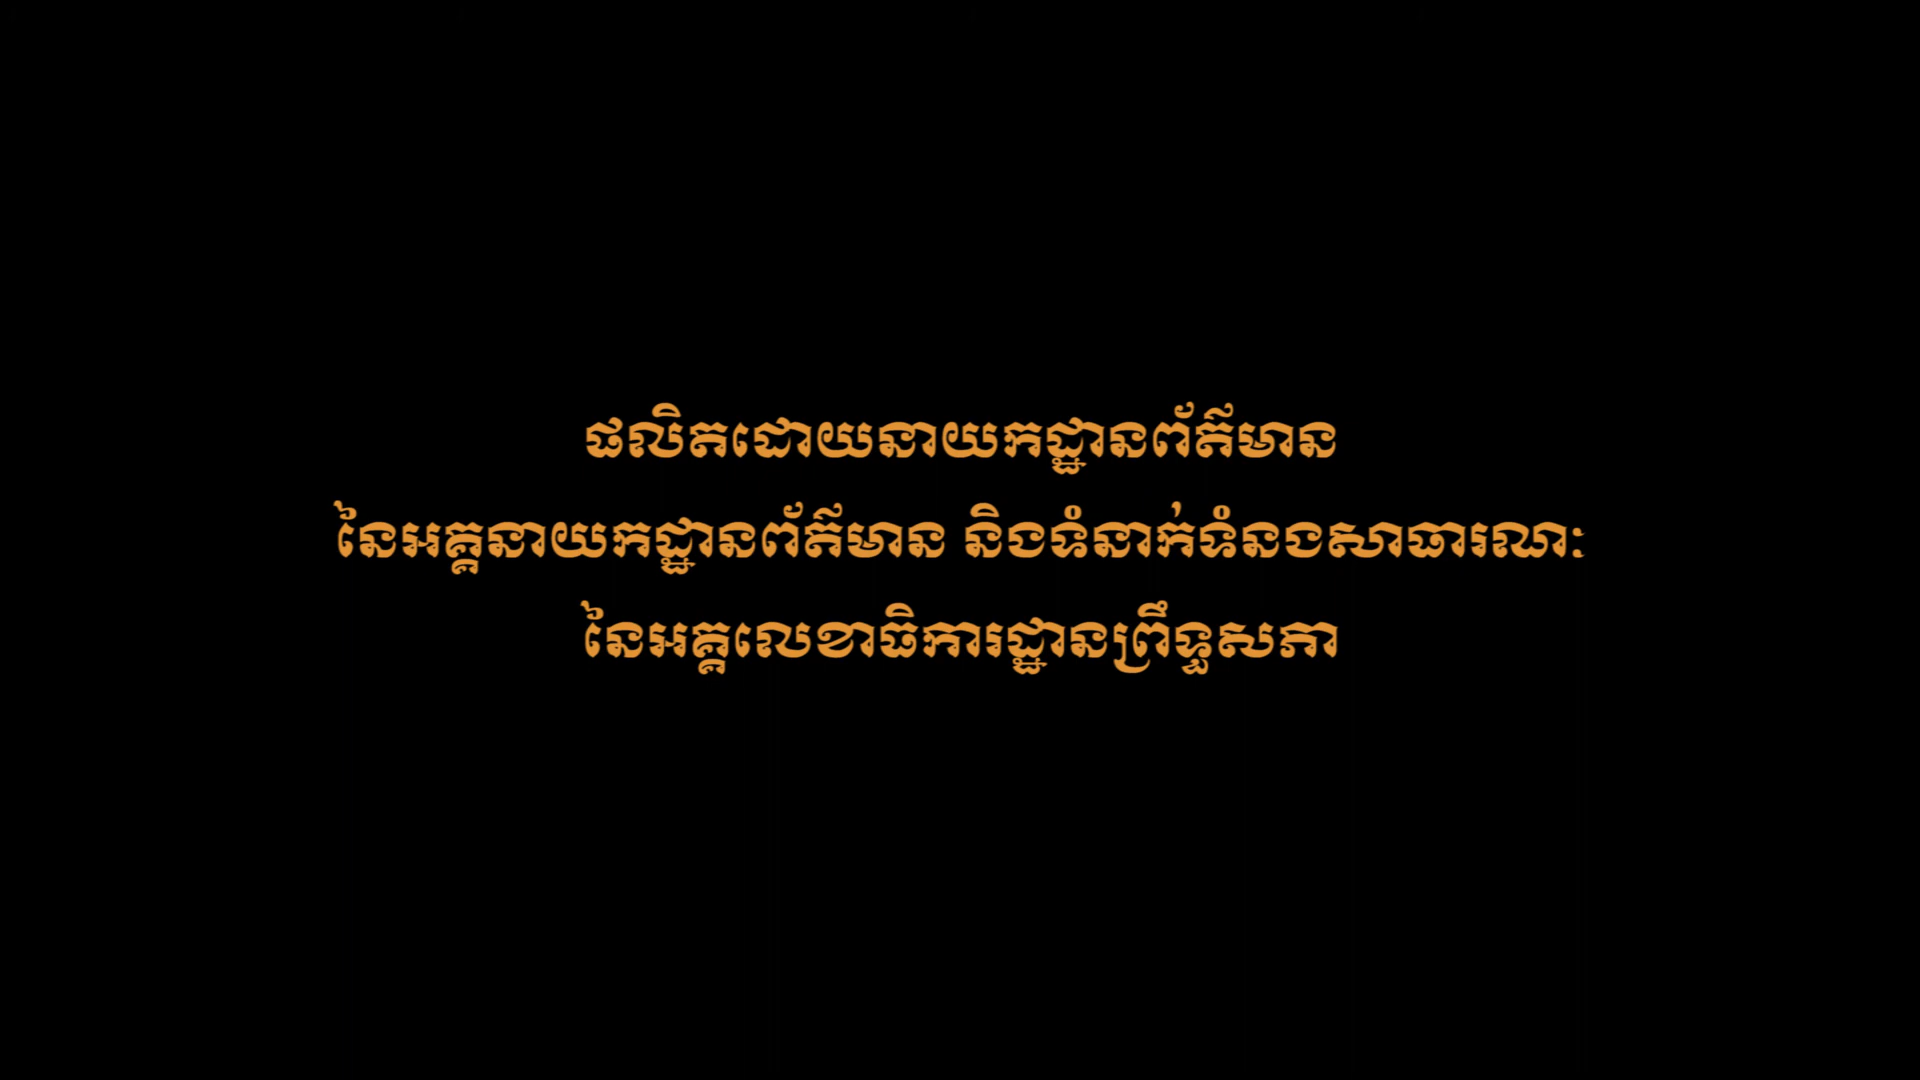 ផលិតដោយនាយកដ្ឋានព័ត៌មាន
នៃអគ្គនាយកដ្ឋានព័ត៌មាន និងទំនាក់ទំនងសាធារណៈ
នៃអគ្គលេខាធិការដ្ឋានព្រឹទ្ធសភា